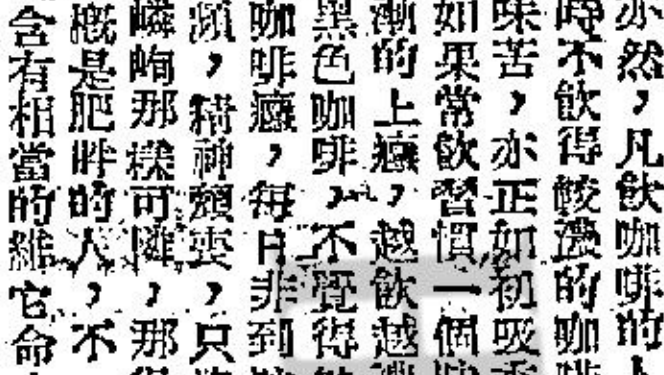 亦然，凡飲咖啡的
時不飲得較濃的咖啡
味苦，亦正如初吸
如果常飲習慣一個
漸的上癮，越飲越
黑色咖啡，不覺得
咖啡癮，每日非到
頻，精神頹喪，只
嶙峋那樣可憐，那
概是肥胖的人，不
含有相當的維它命